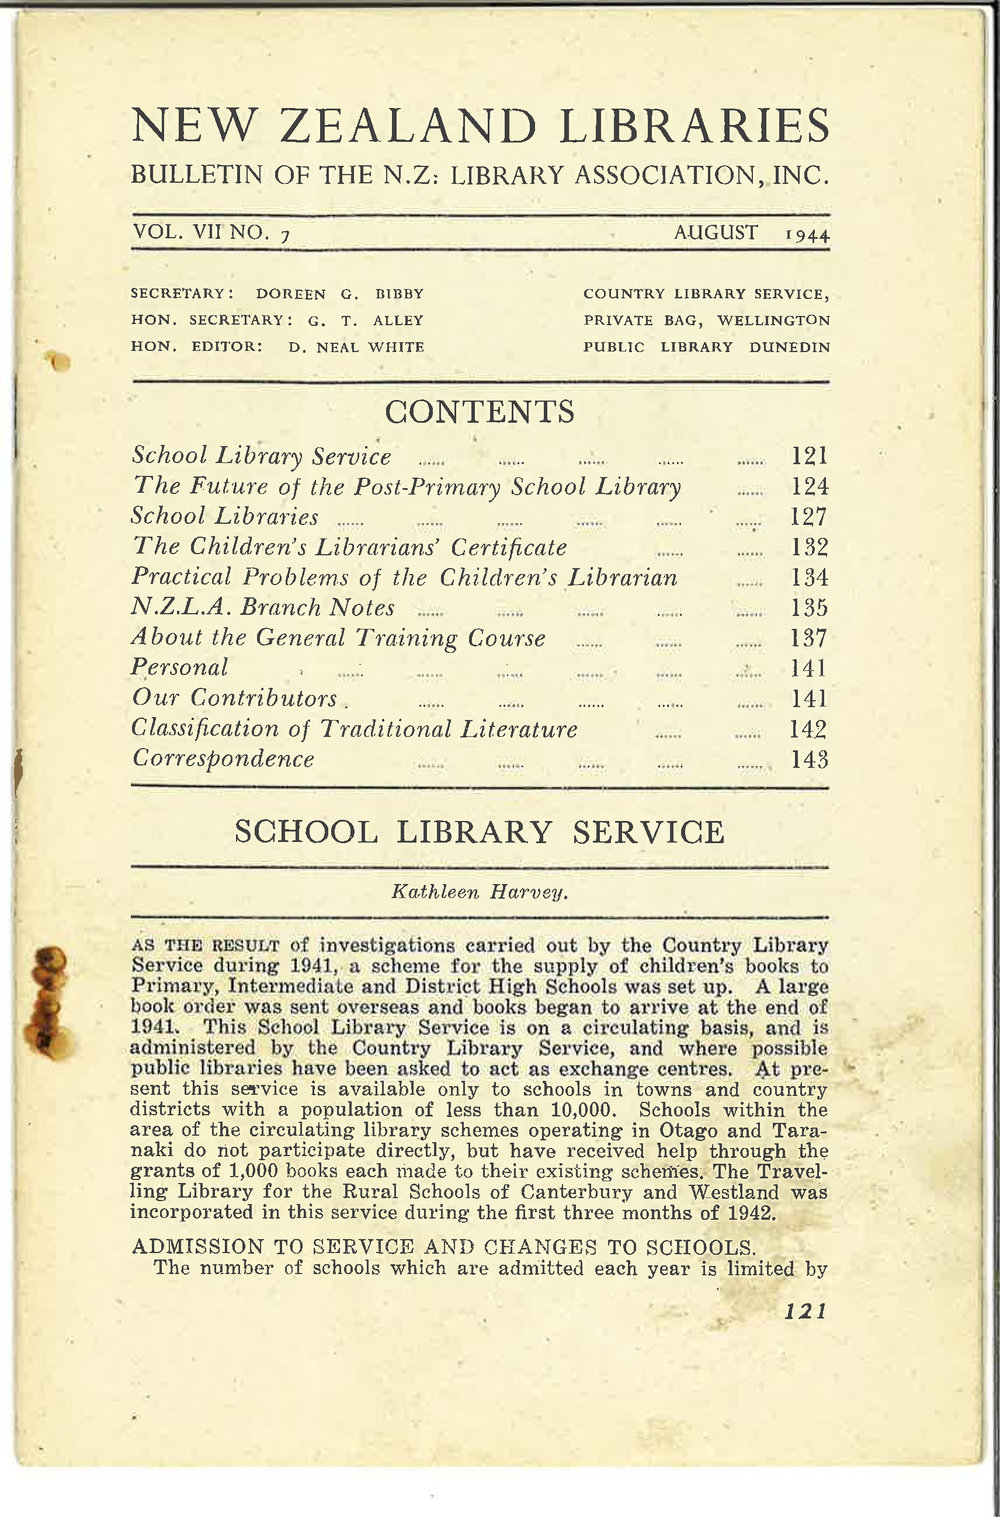 NEW ZEALAND LIBRARIES
BULLETIN OF THE N.Z: LIBRARY ASSOCIATION, INC.
VOL. VII NO. 7 AUGUST 1944
SECRETARY: DOREEN G. BIBBY COUNTRY LIBRARY SERVICE,
HON. SECRETARY: G. T. ALLEY PRIVATE BAG, WELLINGTON
HON. EDITOR: D. NEAL WHITE PUBLIC LIBRARY DUNEDIN
CONTENTS
School Library Service ...... ...... ...... ...... ...... 121
The Future of the Post-Primary School Library ...... 124
School Libraries ...... ...... ...... ...... ...... ...... 127
The Children's Librarians' Certificate ...... ...... 132
Practical Problems of the Children's Librarian ...... 134
N.Z.L.A. Branch Notes ...... ...... ...... ...... ...... 135
About the General Training Course ...... ...... ...... 137
Personal ...... ...... ...... ...... ...... ...... 141
Our Contributors ...... ...... ...... ...... ...... 141
Classification of Traditional Literature ...... ...... 142
Correspondence ...... ...... ...... ...... ...... 143
SCHOOL LIBRARY SERVICE
Kathleen Harvey.
AS THE RESULT of investigations carried out by the Country Library
Service during 1941, a scheme for the supply of children's books to
Primary, Intermediate and District High Schools was set up. A large
book order was sent overseas and books began to arrive at the end of
1941. This School Library Service is on a circulating basis, and is
administered by the Country Library Service, and where possible
public libraries have been asked to act as exchange centres. At pre-
sent this service is available only to schools in towns and country
districts with a population of less than 10,000. Schools within the
area of the circulating library schemes operating in Otago and Tara-
naki do not participate directly, but have received help through the
grants of 1,000 books each made to their existing schemes. The Travel-
ling Library for the Rural Schools of Canterbury and Westland was
incorporated in this service during the first three months of 1942.
ADMISSION TO SERVICE AND CHANGES TO SCHOOLS.
The number of schools which are admitted each year is limited by
121